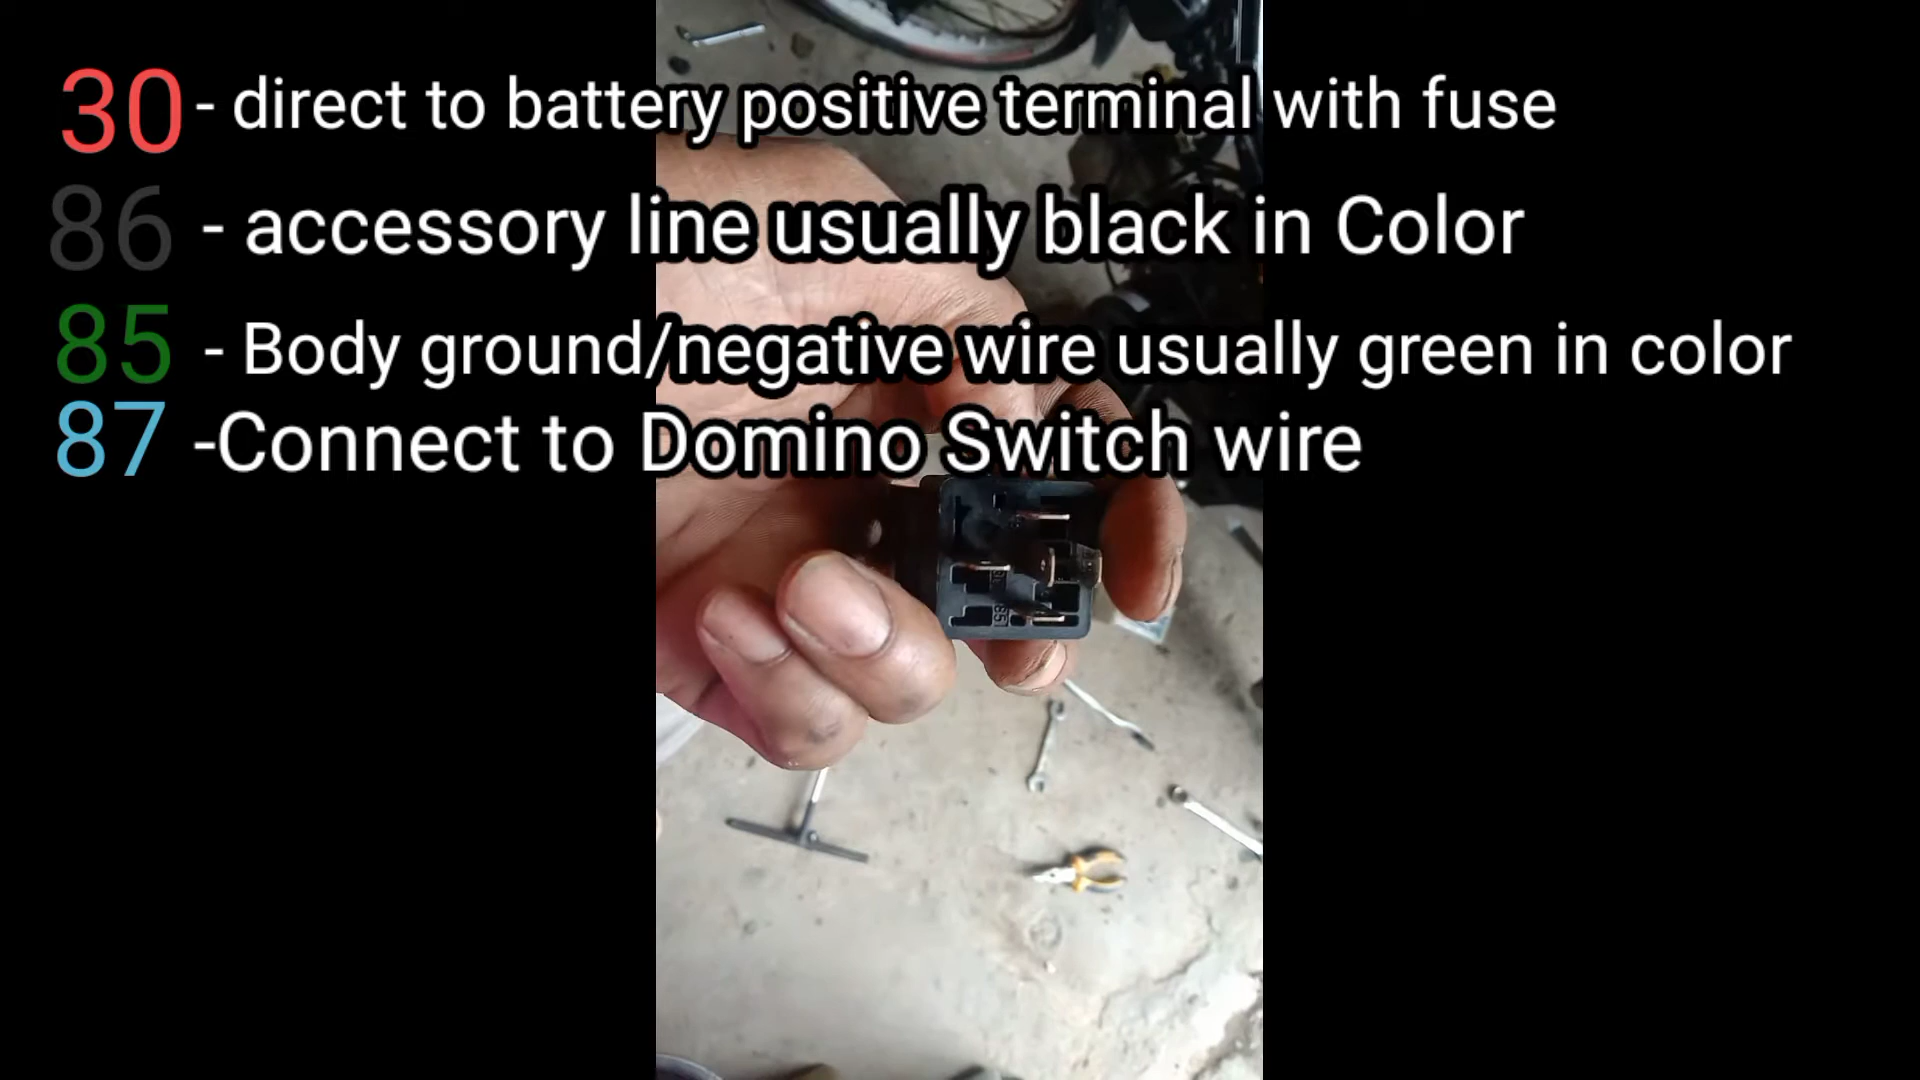 30 - direct to battery positive terminal with fuse
86 - accessory line usually black in Color
85 - Body ground/negative wire usually green in color
87 -Connect to Domino Switch wire
85